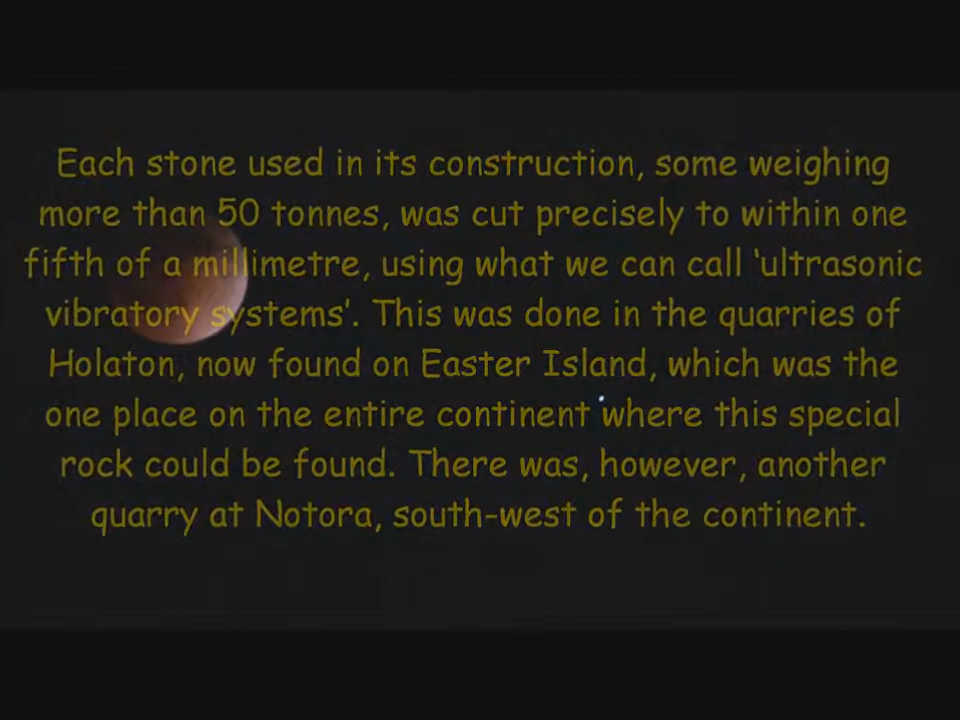 Each stone used in its construction, some weighing
more than 50 tonnes, was cut precisely to within one
fifth of a millimetre, using what we can call ‘ultrasonic
vibratory systems’. This was done in the quarries of
Holaton, now found on Easter Island, which was the
one place on the entire continent where this special
rock could be found. There was, however, another
quarry at Notora, south-west of the continent.